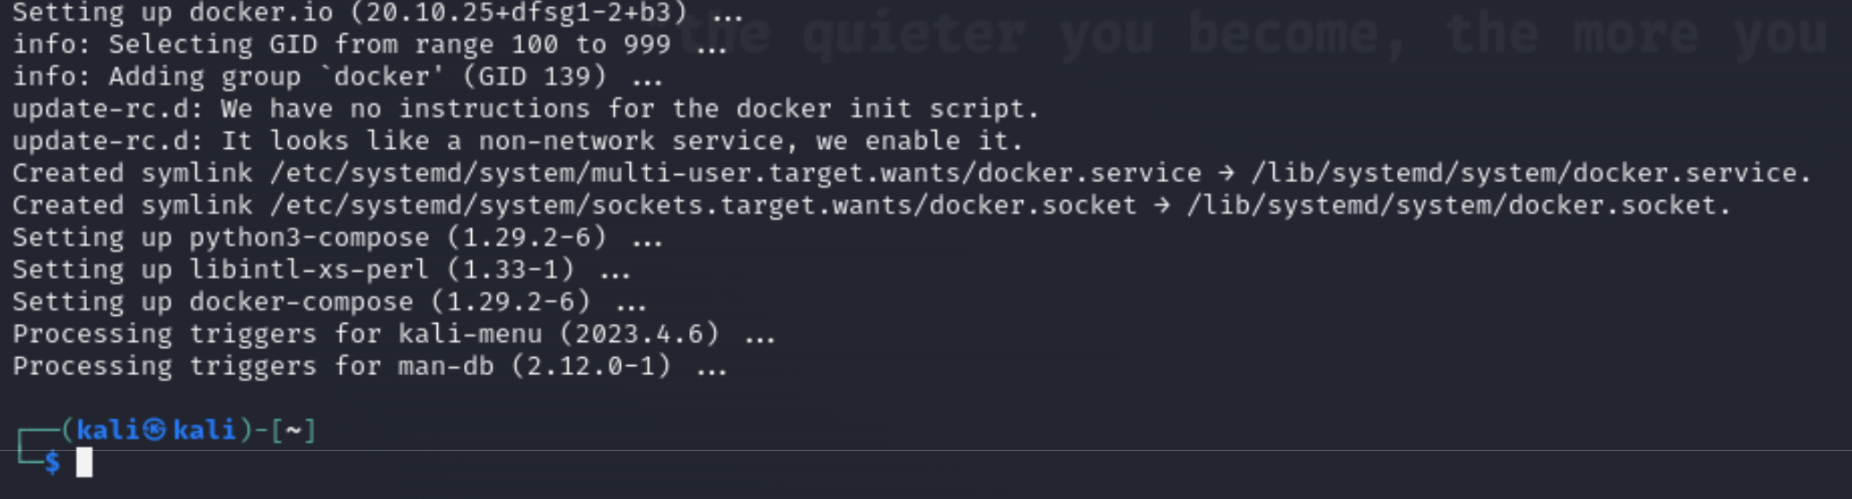 Setting up docker.io (20.10.25+dfsg1-2+b3) ...
the quieter you become, the more you
info: Selecting GID from range 100 to 999 ...
info: Adding group `docker' (GID 139) ...
update-rc.d: We have no instructions for the docker init script.
update-rc.d: It looks like a non-network service, we enable it.
Created symlink /etc/systemd/system/multi-user.target.wants/docker.service → /lib/systemd/system/docker.service.
Created symlink /etc/systemd/system/sockets.target.wants/docker.socket → /lib/systemd/system/docker.socket.
Setting up python3-compose (1.29.2-6) ...
Setting up libintl-xs-perl (1.33-1) ...
Setting up docker-compose (1.29.2-6) ...
Processing triggers for kali-menu (2023.4.6) ...
Processing triggers for man-db (2.12.0-1) ...
┌──(kali㉿kali)-[~]
└─$